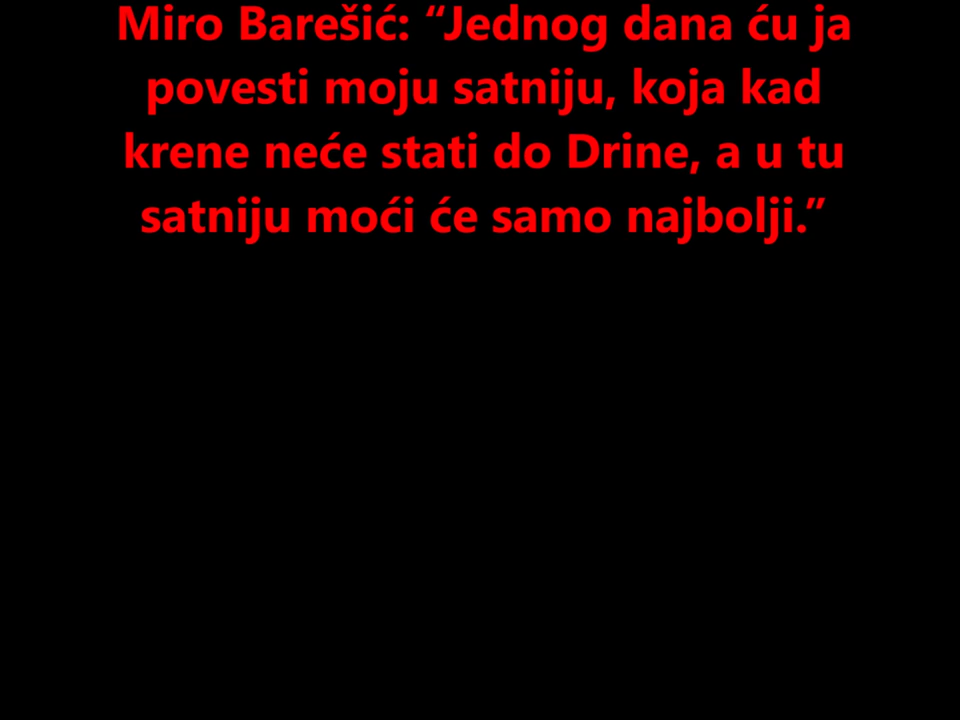 Miro Barešić: “Jednog dana ću ja
povesti moju satniju, koja kad
krene neće stati do Drine, a u tu
satniju moći će samo najbolji.”